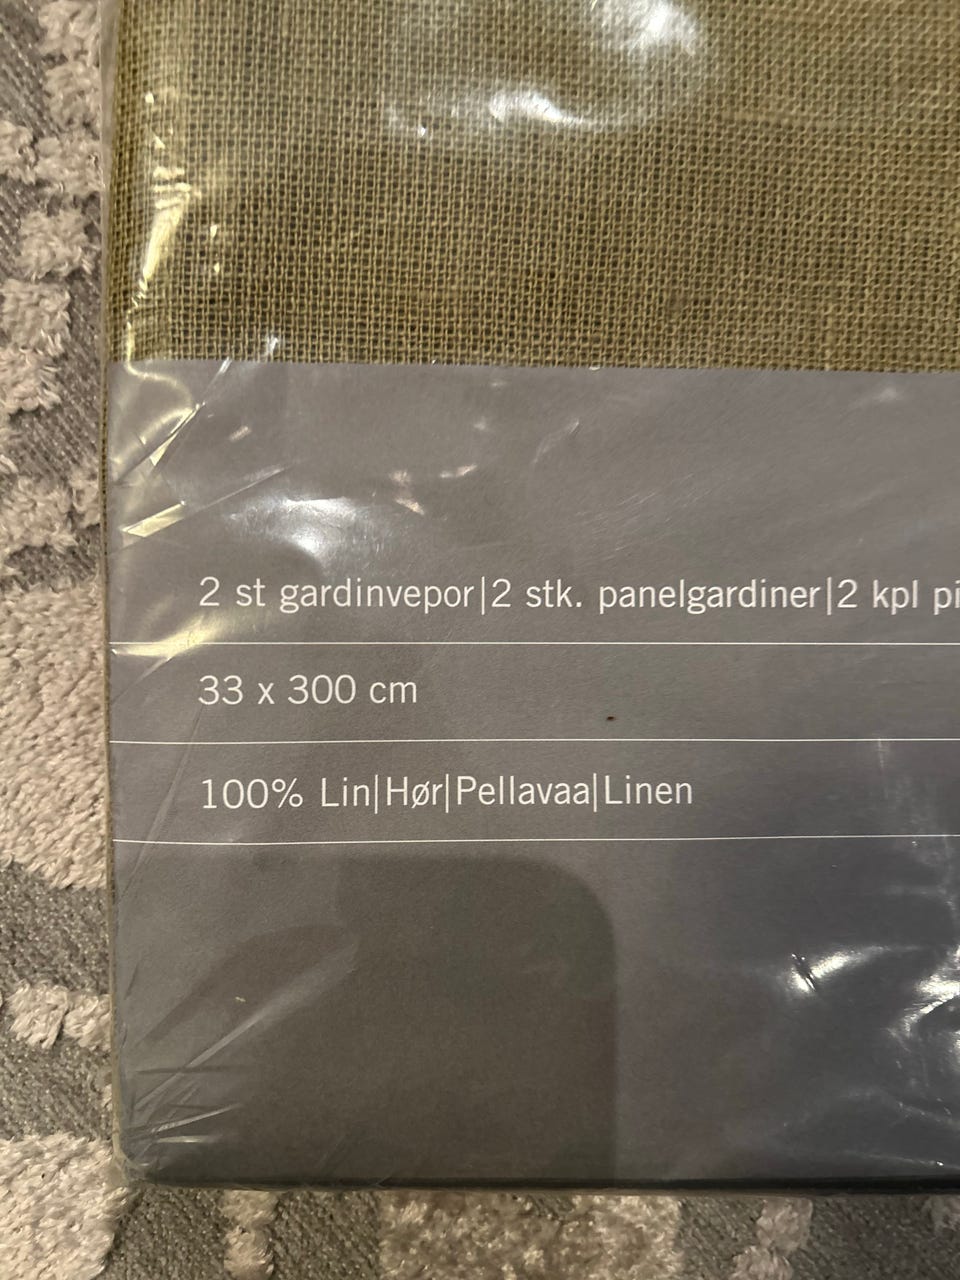 2 st gardinvepor|2 stk. panelgardiner|2 kpl
33 x 300 cm
100% Lin|Hør|Pellavaa|Linen